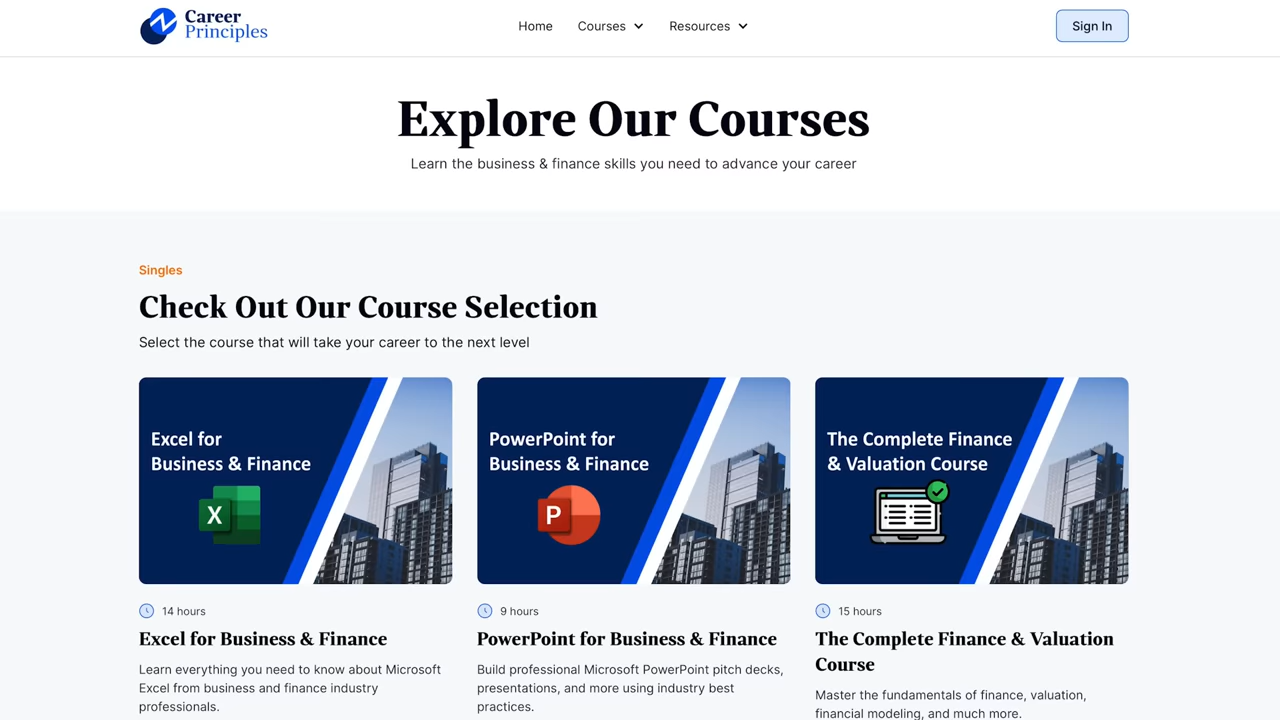 Career
Principles
Home
Courses
Resources
Sign In
Explore Our Courses
Learn the business & finance skills you need to advance your career
Singles
Check Out Our Course Selection
Select the course that will take your career to the next level
Excel for
Business & Finance
X
PowerPoint for
Business & Finance
P
The Complete Finance
& Valuation Course
14 hours
Excel for Business & Finance
Learn everything you need to know about Microsoft
Excel from business and finance industry
professionals.
9 hours
PowerPoint for Business & Finance
Build professional Microsoft PowerPoint pitch decks,
presentations, and more using industry best
practices.
15 hours
The Complete Finance & Valuation
Course
Master the fundamentals of finance, valuation,
financial modeling, and much more.